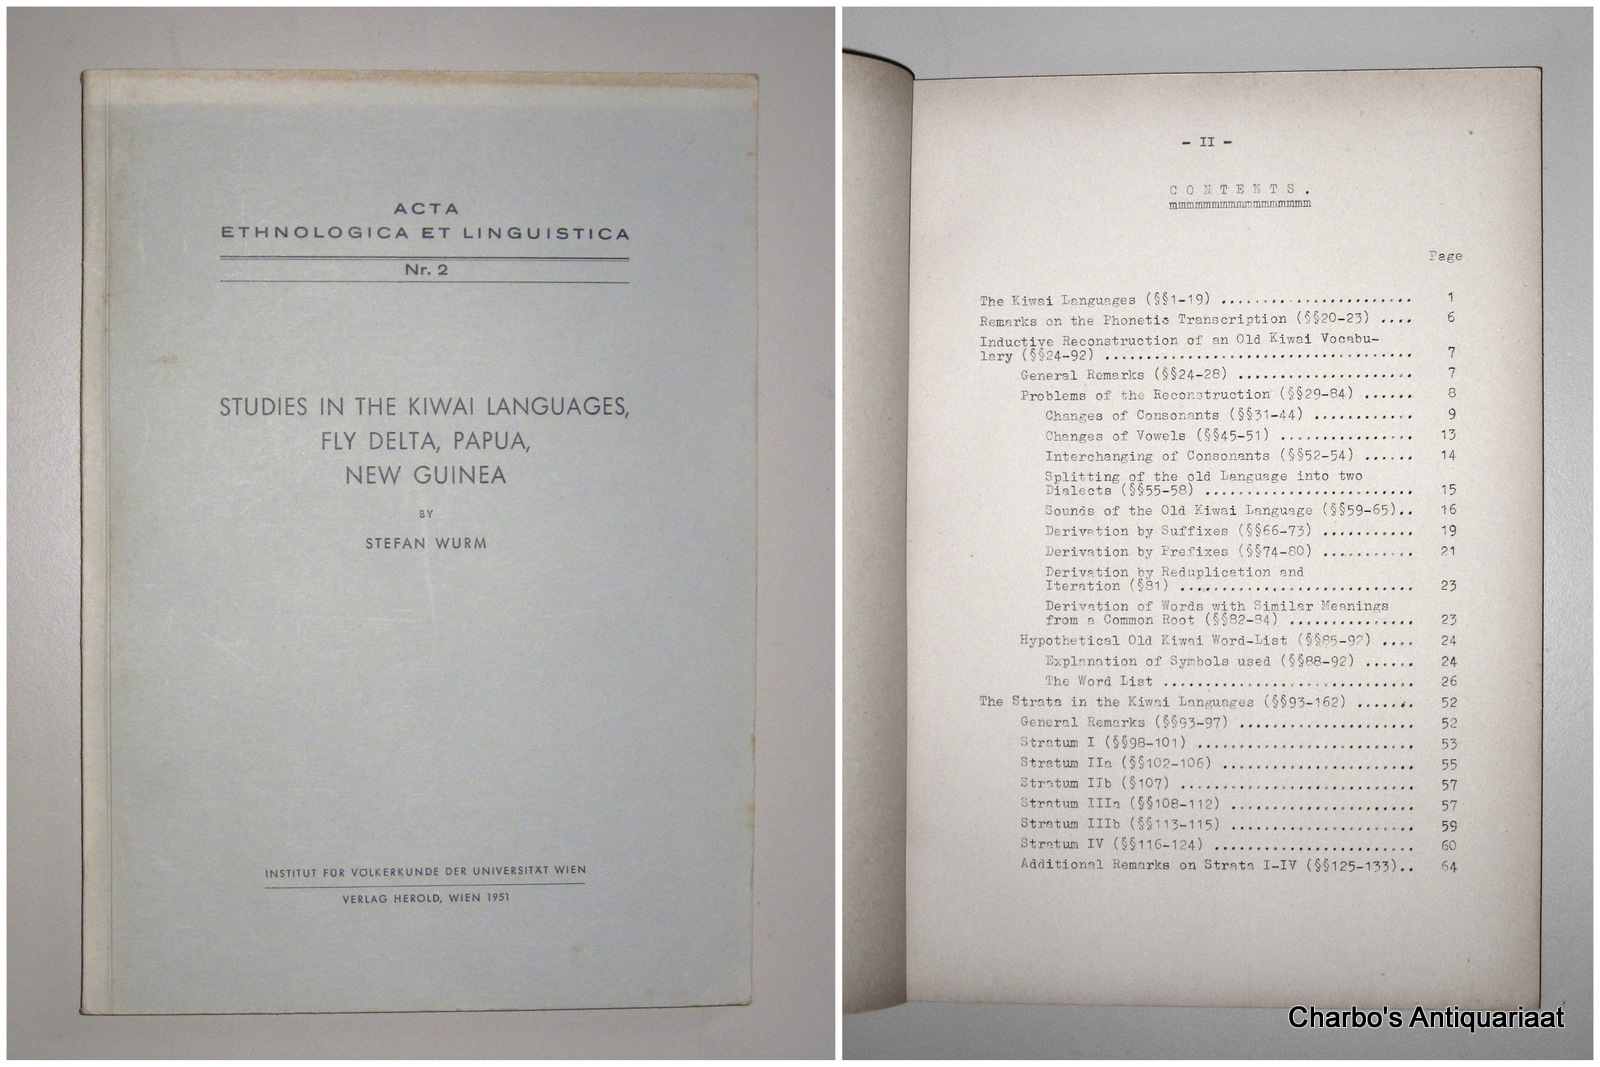 ACTA
ETHNOLOGICA ET LINGUISTICA
Nr. 2
STUDIES IN THE KIWAI LANGUAGES,
FLY DELTA, PAPUA,
NEW GUINEA
BY
STEFAN WURM
INSTITUT FÜR VÖLKERKUNDE DER UNIVERSITÄT WIEN
VERLAG HEROLD, WIEN 1951
- II -
C O N T E N T S .
mmmmmmmmmmmmmmmmm
Page
The Kiwai Languages (§§1-19) ....................... 1
Remarks on the Phonetic Transcription (§§20-23) .... 6
Inductive Reconstruction of an Old Kiwai Vocabu-
lary (§§24-92) ..................................... 7
General Remarks (§§24-28) ..................... 7
Problems of the Reconstruction (§§29-84) ...... 8
Changes of Consonants (§§31-44) ............ 9
Changes of Vowels (§§45-51) ................ 13
Interchanging of Consonants (§§52-54) ...... 14
Splitting of the old Language into two
Dialects (§§55-58) ......................... 15
Sounds of the Old Kiwai Language (§§59-65).. 16
Derivation by Suffixes (§§66-73) ........... 19
Derivation by Prefixes (§§74-80) ........... 21
Derivation by Reduplication and
Iteration (§81) ............................ 23
Derivation of Words with Similar Meanings
from a Common Root (§§82-84) ............... 23
Hypothetical Old Kiwai Word-List (§§85-92) .... 24
Explanation of Symbols used (§§88-92) ...... 24
The Word List .............................. 26
The Strata in the Kiwai Languages (§§93-162) ....... 52
General Remarks (§§93-97) ..................... 52
Stratum I (§§98-101) .......................... 53
Stratum IIa (§§102-106) ....................... 55
Stratum IIb (§107) ............................ 57
Stratum IIIa (§§108-112) ...................... 57
Stratum IIIb (§§113-115) ...................... 59
Stratum IV (§§116-124) ........................ 60
Additional Remarks on Strata I-IV (§§125-133).. 64
Charbo's Antiquariaat